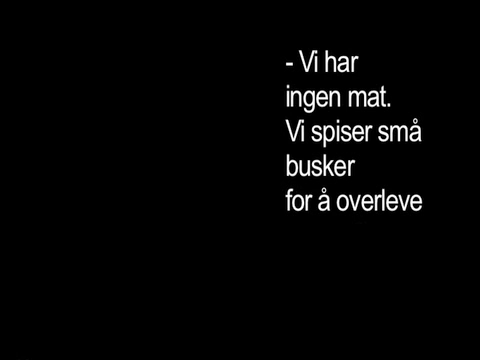 - Vi har
ingen mat.
Vi spiser små
busker
for å overleve